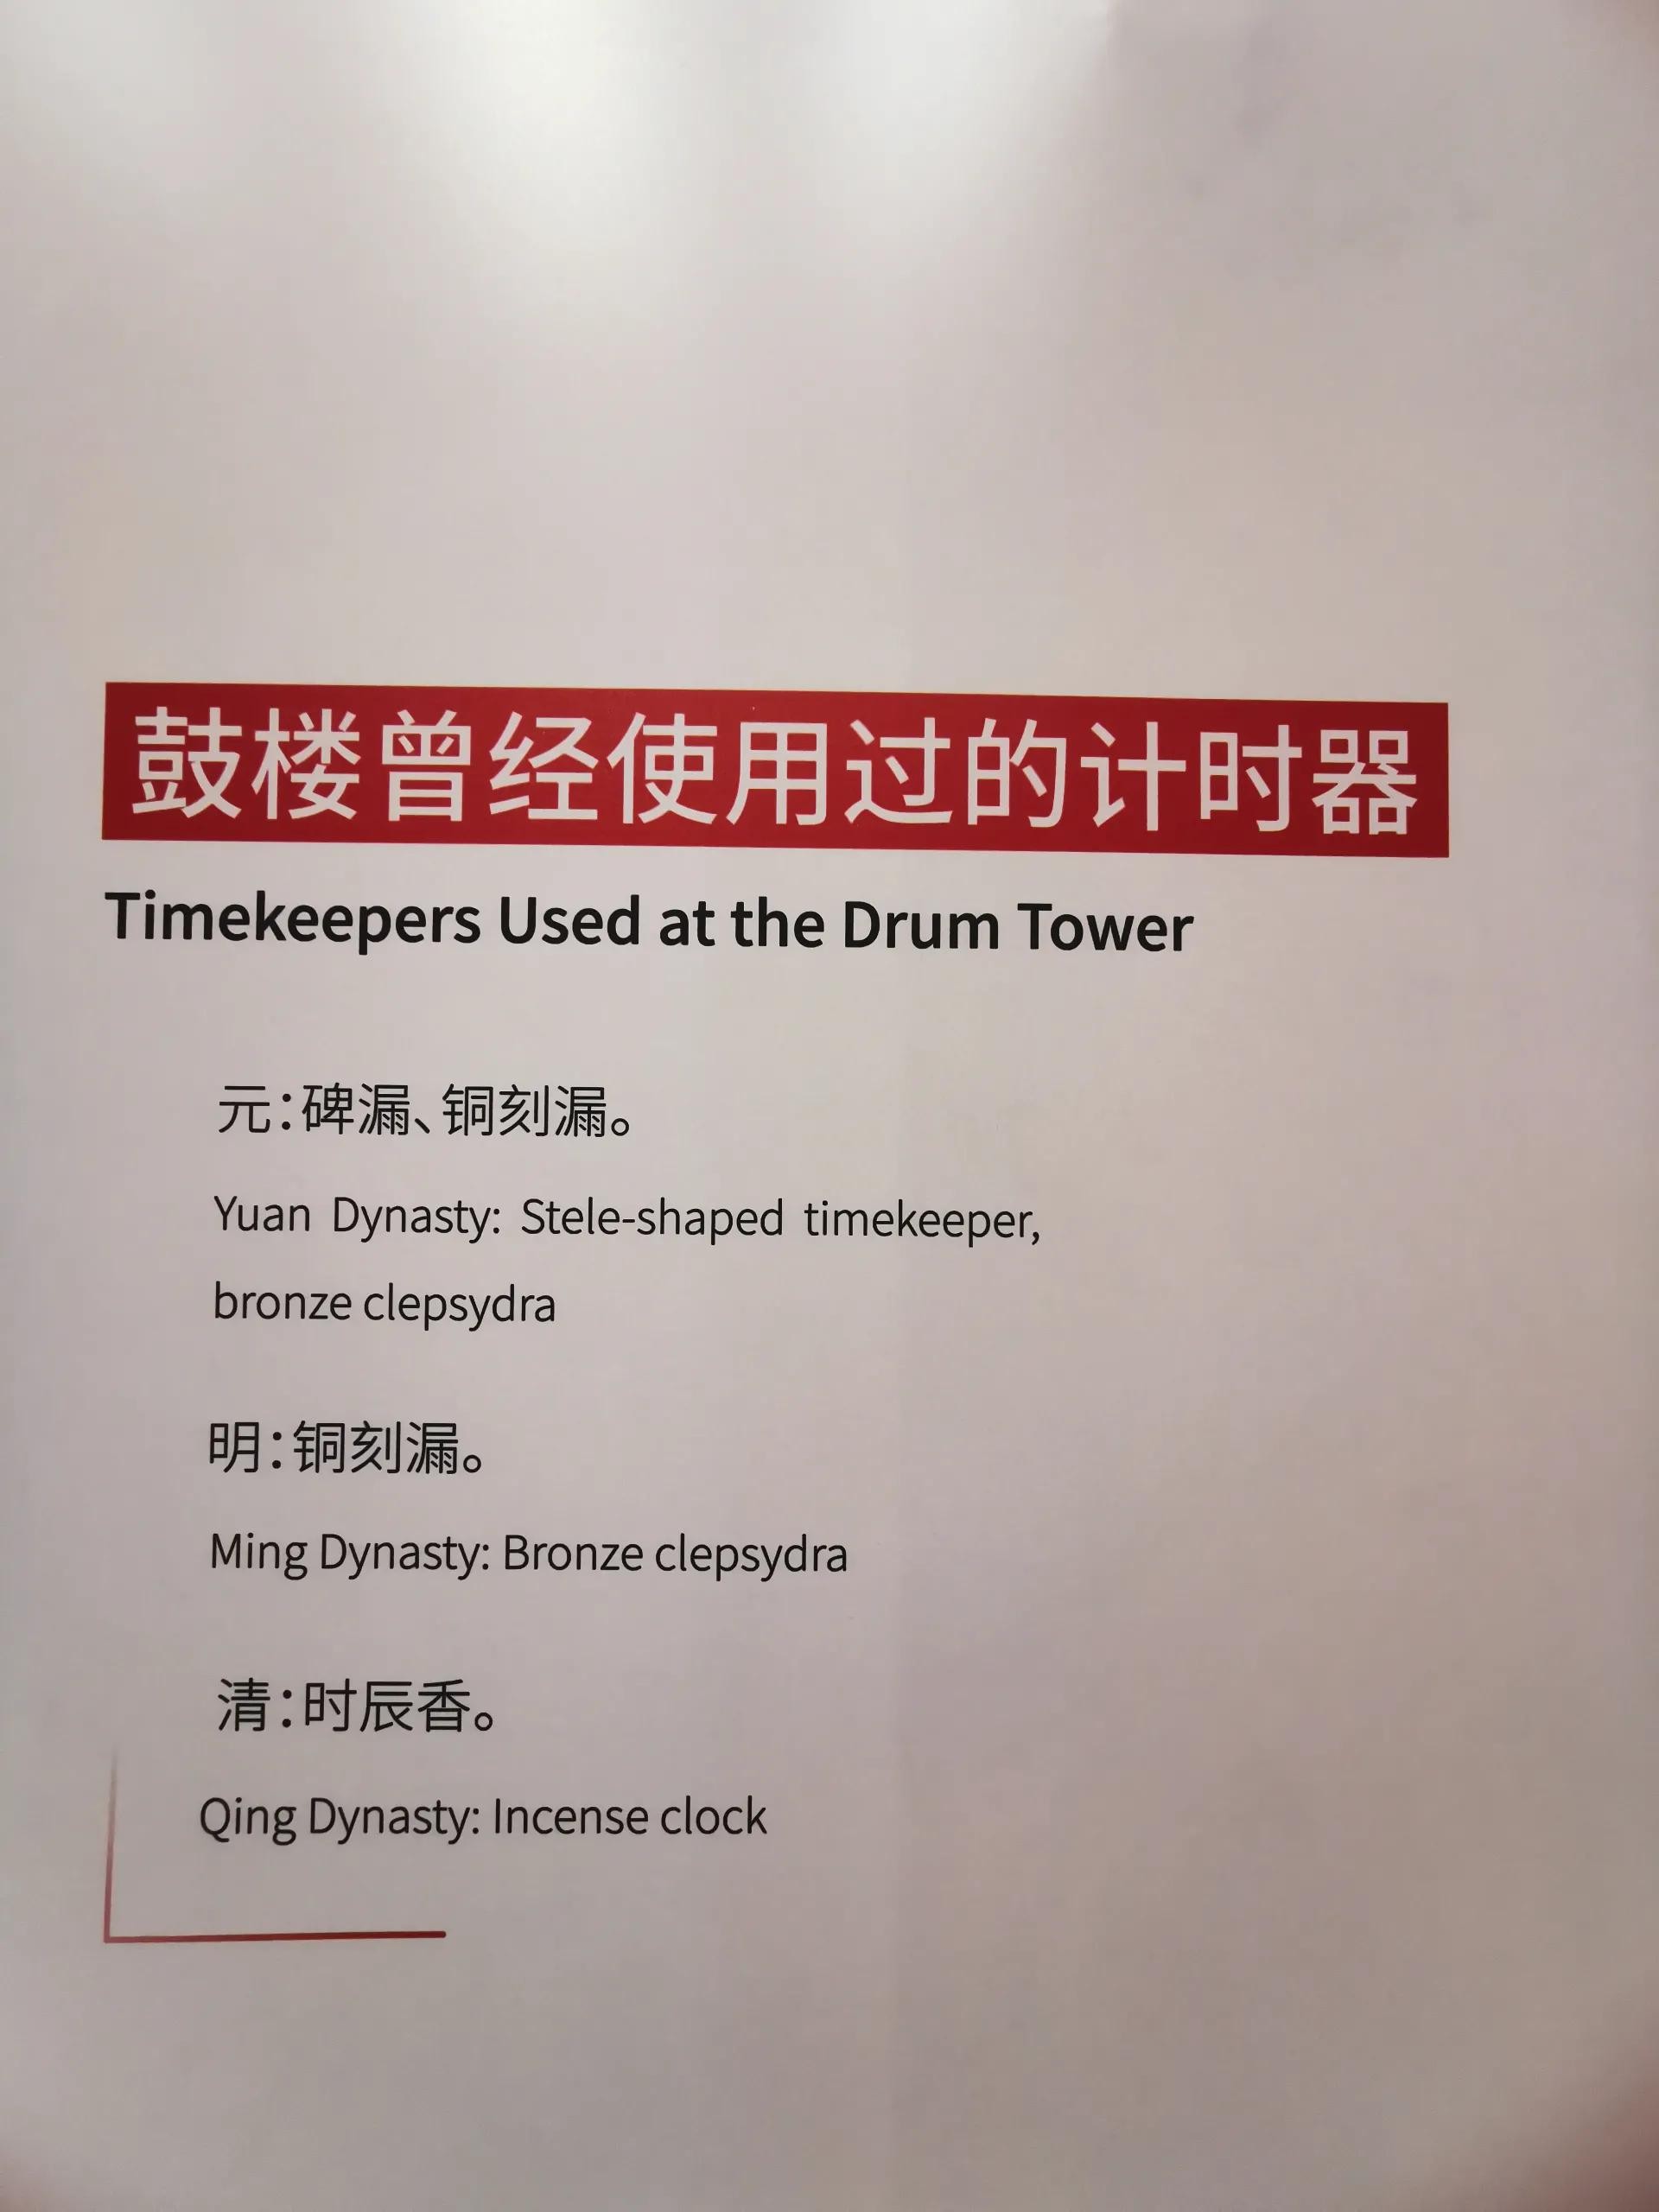 鼓楼曾经使用过的计时器
Timekeepers Used at the Drum Tower
元：碑漏、铜刻漏。
Yuan Dynasty: Stele-shaped timekeeper,
bronze clepsydra
明：铜刻漏。
Ming Dynasty: Bronze clepsydra
清：时辰香。
Qing Dynasty: Incense clock